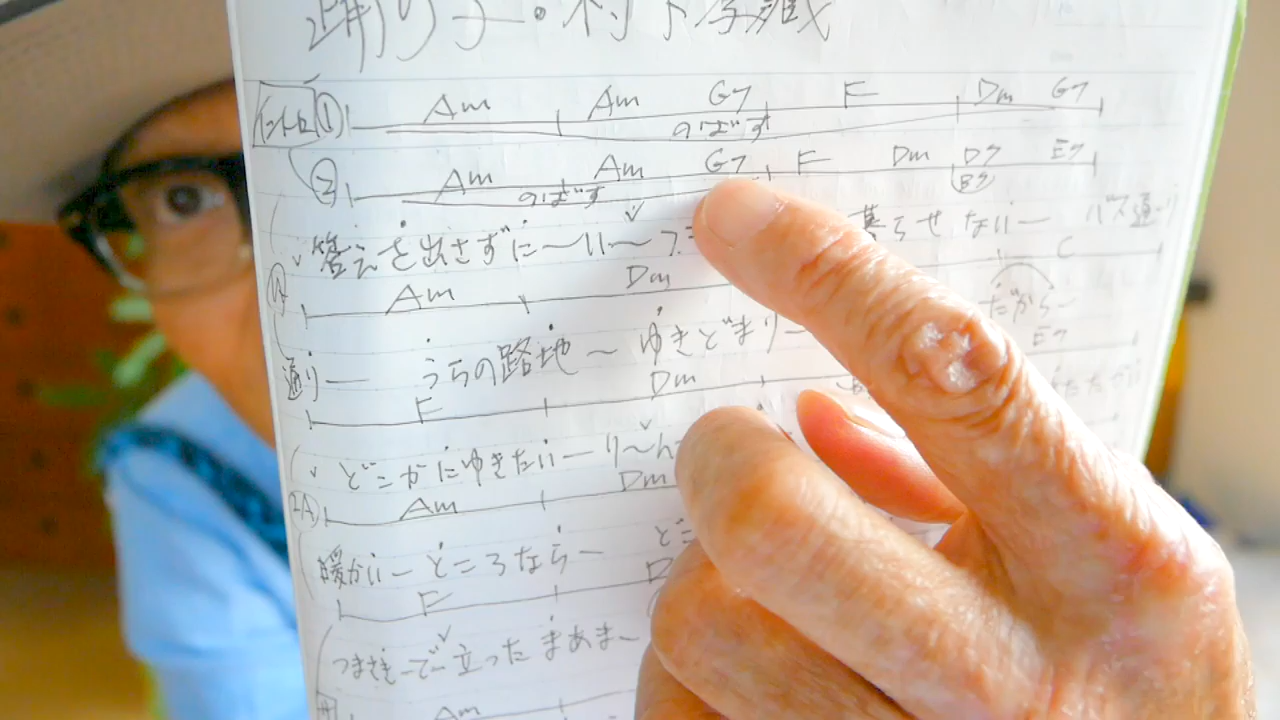 踊り子・村下孝蔵
イントロ ① Am Am G7 F Dm G7
のばす
② Am Am G7 F Dm D7 E7
のばす B7
答えを出さずに〜い〜 暮らせない― バス通り
A Am Dm C
だから―
通り― うらの路地〜 ゆきどまり―
F Dm E7
どこかにゆきたい― り〜ん
2A Am Dm
暖かい― ところなら―
F
つまさき―で―立った まあま―
Am